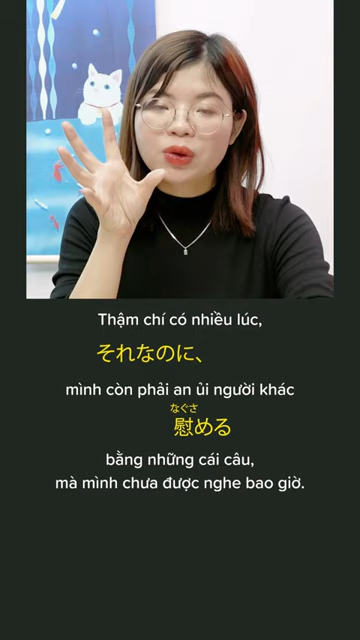 Thậm chí có nhiều lúc,
それなのに、
mình còn phải an ủi người khác
なぐさ
慰める
bằng những cái câu,
mà mình chưa được nghe bao giờ.